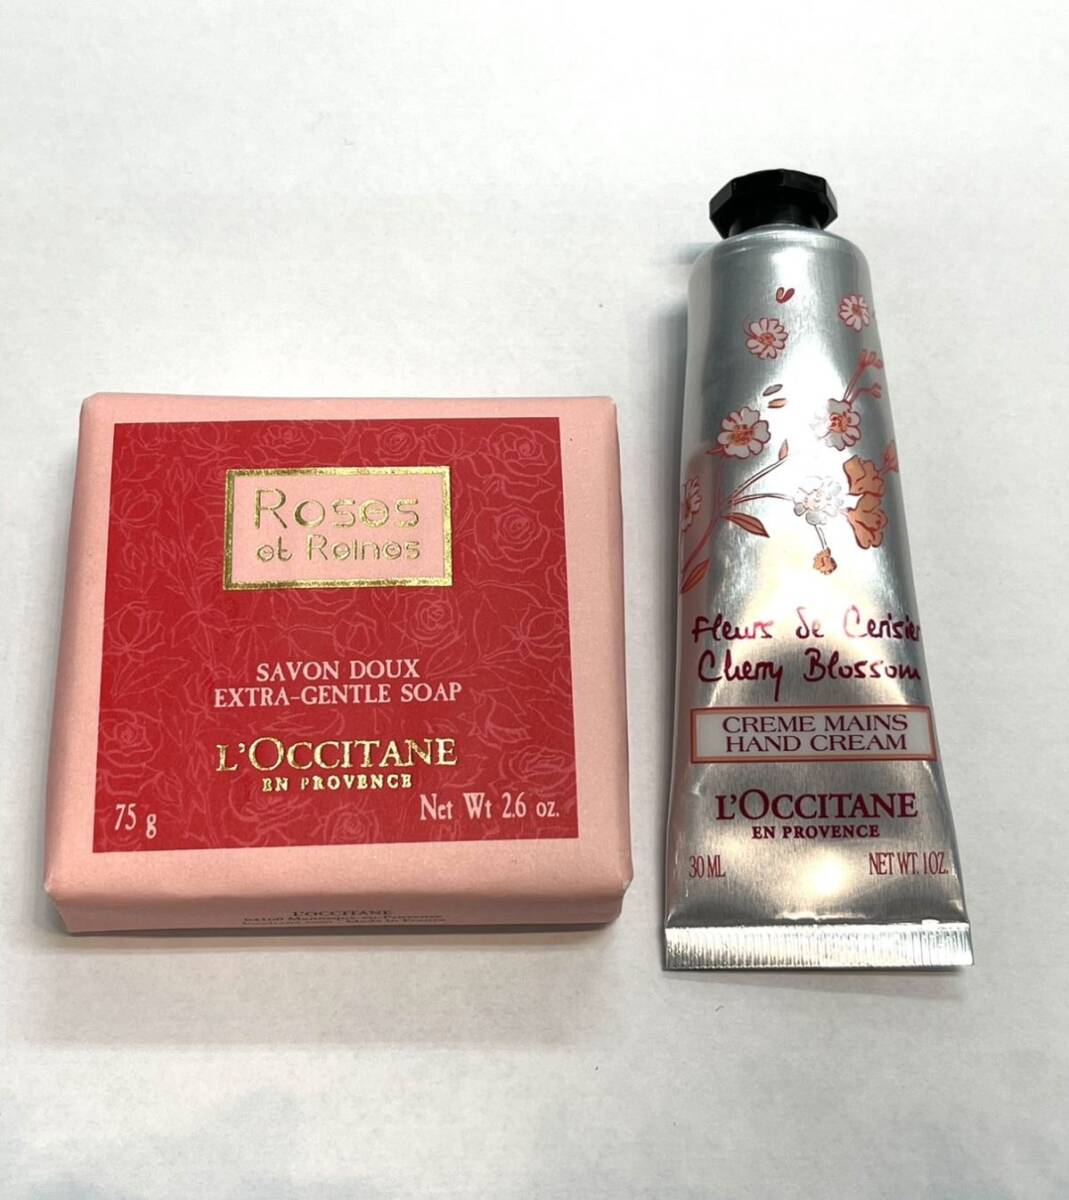 Roses
et Reines
SAVON DOUX
EXTRA-GENTLE SOAP
L'OCCITANE
EN PROVENCE
75 g
Net Wt 2.6 oz.
L'OCCITANE
Fleurs de Cerisier
Cherry Blossom
CREME MAINS
HAND CREAM
L'OCCITANE
EN PROVENCE
30 ML
NET WT. 1 OZ.